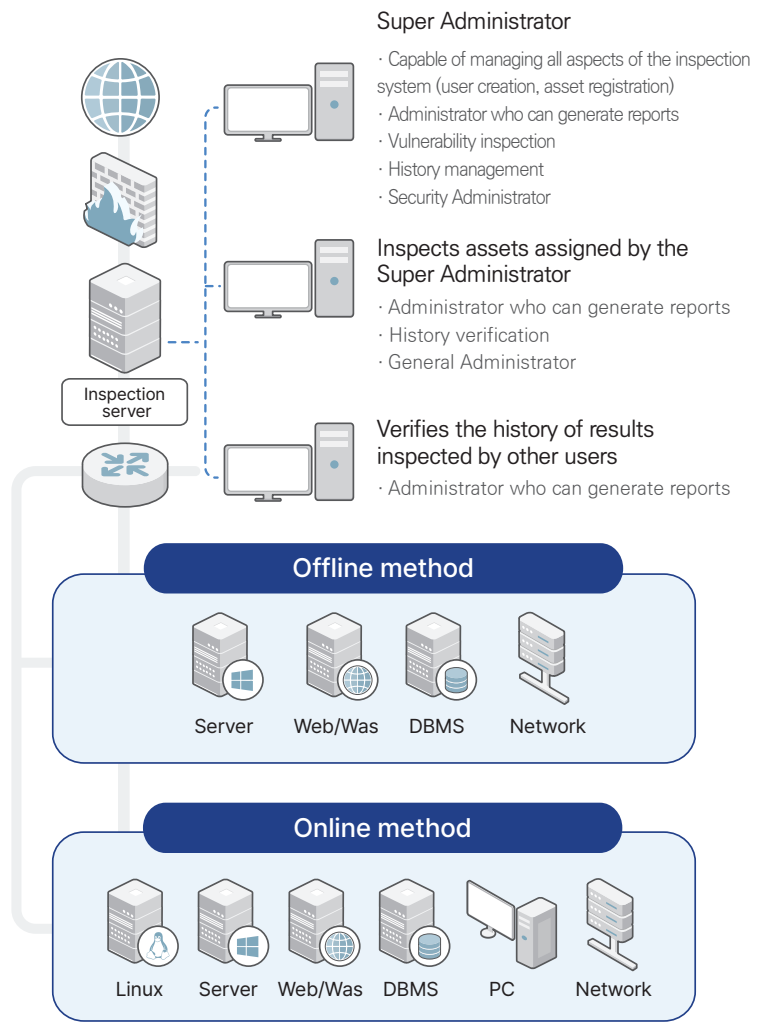 Super Administrator
· Capable of managing all aspects of the inspection
system (user creation, asset registration)
· Administrator who can generate reports
· Vulnerability inspection
· History management
· Security Administrator
Inspects assets assigned by the
Super Administrator
· Administrator who can generate reports
· History verification
· General Administrator
Inspection
server
Verifies the history of results
inspected by other users
· Administrator who can generate reports
Offline method
Server
Web/Was
DBMS
Network
Online method
Linux
Server
Web/Was
DBMS
PC
Network